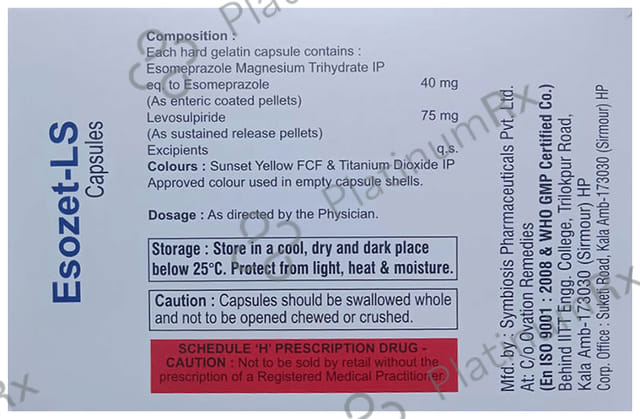 Composition :
Each hard gelatin capsule contains :
Esomeprazole Magnesium Trihydrate IP
eq. to Esomeprazole 40 mg
(As enteric coated pellets)
Levosulpiride 75 mg
(As sustained release pellets)
Excipients q.s.
Colours : Sunset Yellow FCF & Titanium Dioxide IP
Approved colour used in empty capsule shells.
Dosage : As directed by the Physician.
Storage : Store in a cool, dry and dark place
below 25°C. Protect from light, heat & moisture.
Caution : Capsules should be swallowed whole
and not to be opened chewed or crushed.
SCHEDULE 'H' PRESCRIPTION DRUG -
CAUTION : Not to be sold by retail without the
prescription of a Registered Medical Practitioner.
Esozet-LS
Capsules
Mfd. by : Symbiosis Pharmaceuticals Pvt. Ltd.
At: C/o Ovation Remedies
(En ISO 9001 : 2008 & WHO GMP Certified Co.)
Behind IIT Engg. College, Trilokpur Road,
Kala Amb-173030 (Sirmour) HP
Corp. Office : Suketi Road, Kala Amb-173030 (Sirmour) HP
PlatinumRx
PlatinumRx
PlatinumRx